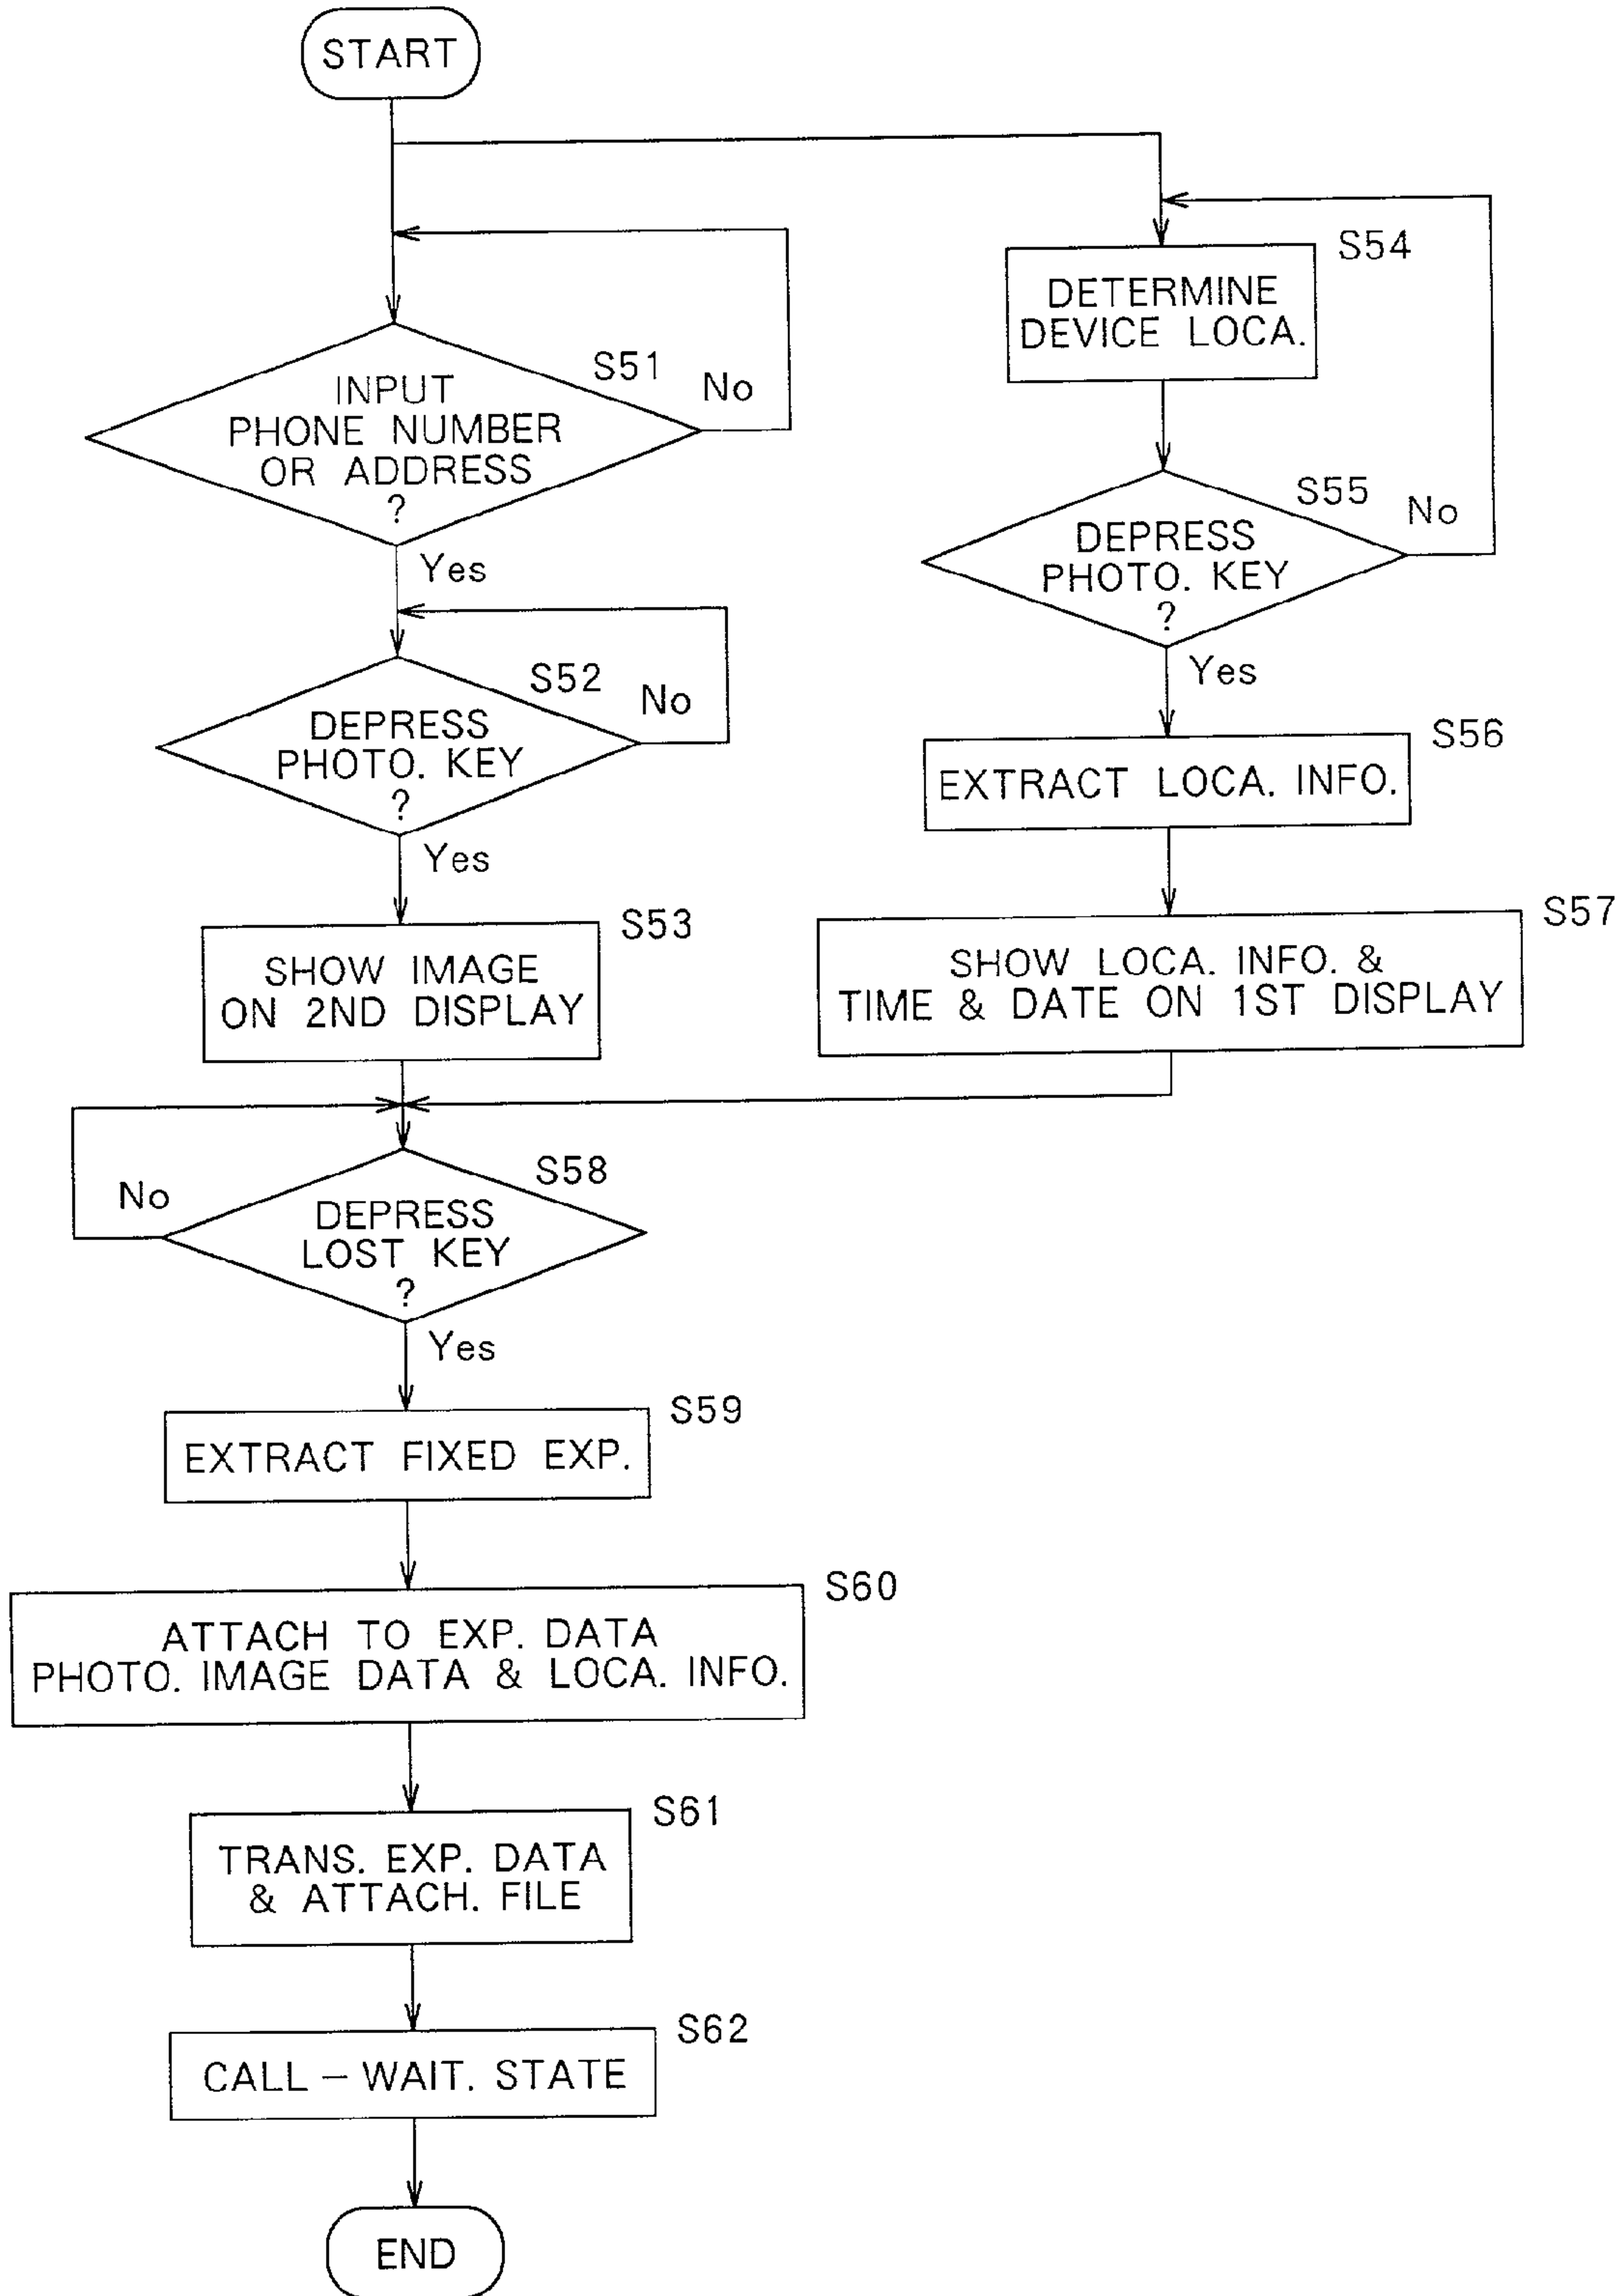 START
S51
INPUT
PHONE NUMBER
OR ADDRESS
?
No
Yes
S52
DEPRESS
PHOTO. KEY
?
No
Yes
S53
SHOW IMAGE
ON 2ND DISPLAY
S54
DETERMINE
DEVICE LOCA.
S55
DEPRESS
PHOTO. KEY
?
No
Yes
S56
EXTRACT LOCA. INFO.
S57
SHOW LOCA. INFO. &
TIME & DATE ON 1ST DISPLAY
S58
DEPRESS
LOST KEY
?
No
Yes
S59
EXTRACT FIXED EXP.
S60
ATTACH TO EXP. DATA
PHOTO. IMAGE DATA & LOCA. INFO.
S61
TRANS. EXP. DATA
& ATTACH. FILE
S62
CALL – WAIT. STATE
END